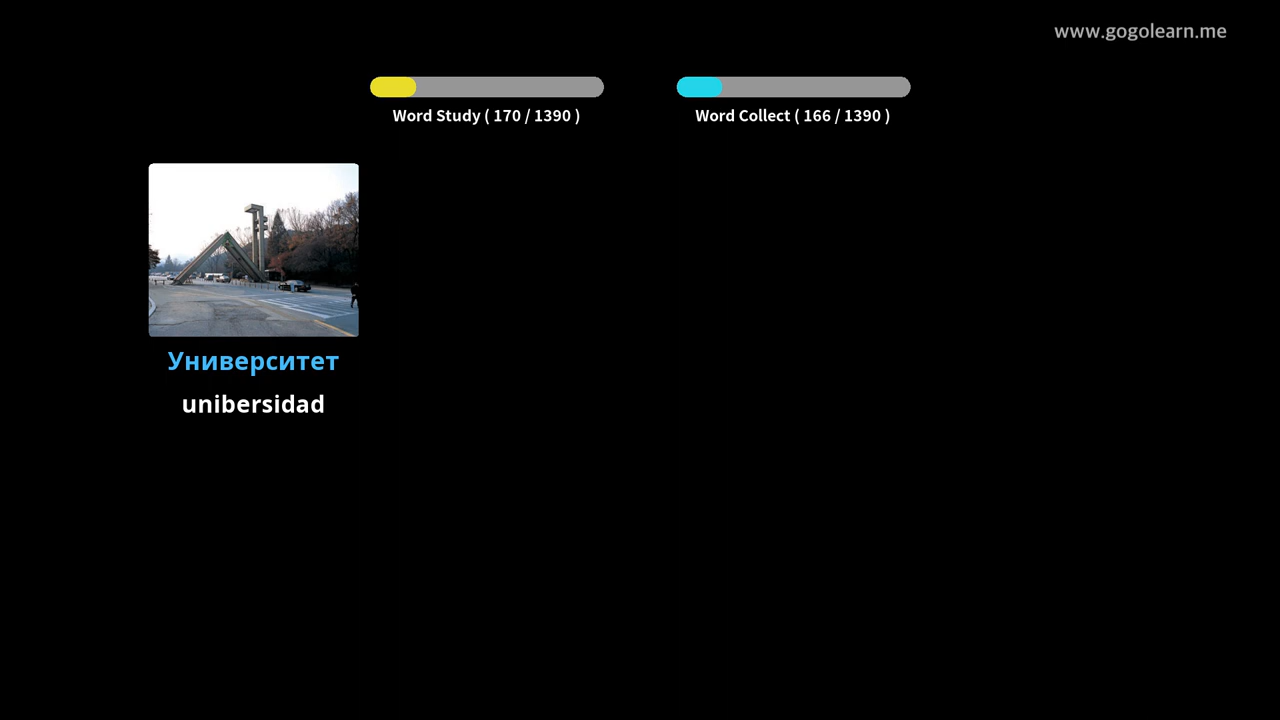 www.gogolearn.me
Word Study ( 170 / 1390 )
Word Collect ( 166 / 1390 )
Университет
unibersidad